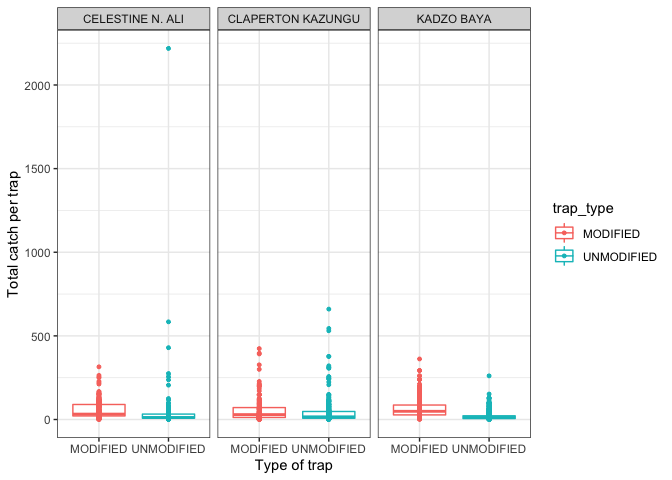 CELESTINE N. ALI CLAPERTON KAZUNGU KADZO BAYA
2000
1500
1000
500
0
Total catch per trap
MODIFIED UNMODIFIED MODIFIED UNMODIFIED MODIFIED UNMODIFIED
Type of trap
trap_type
MODIFIED
UNMODIFIED